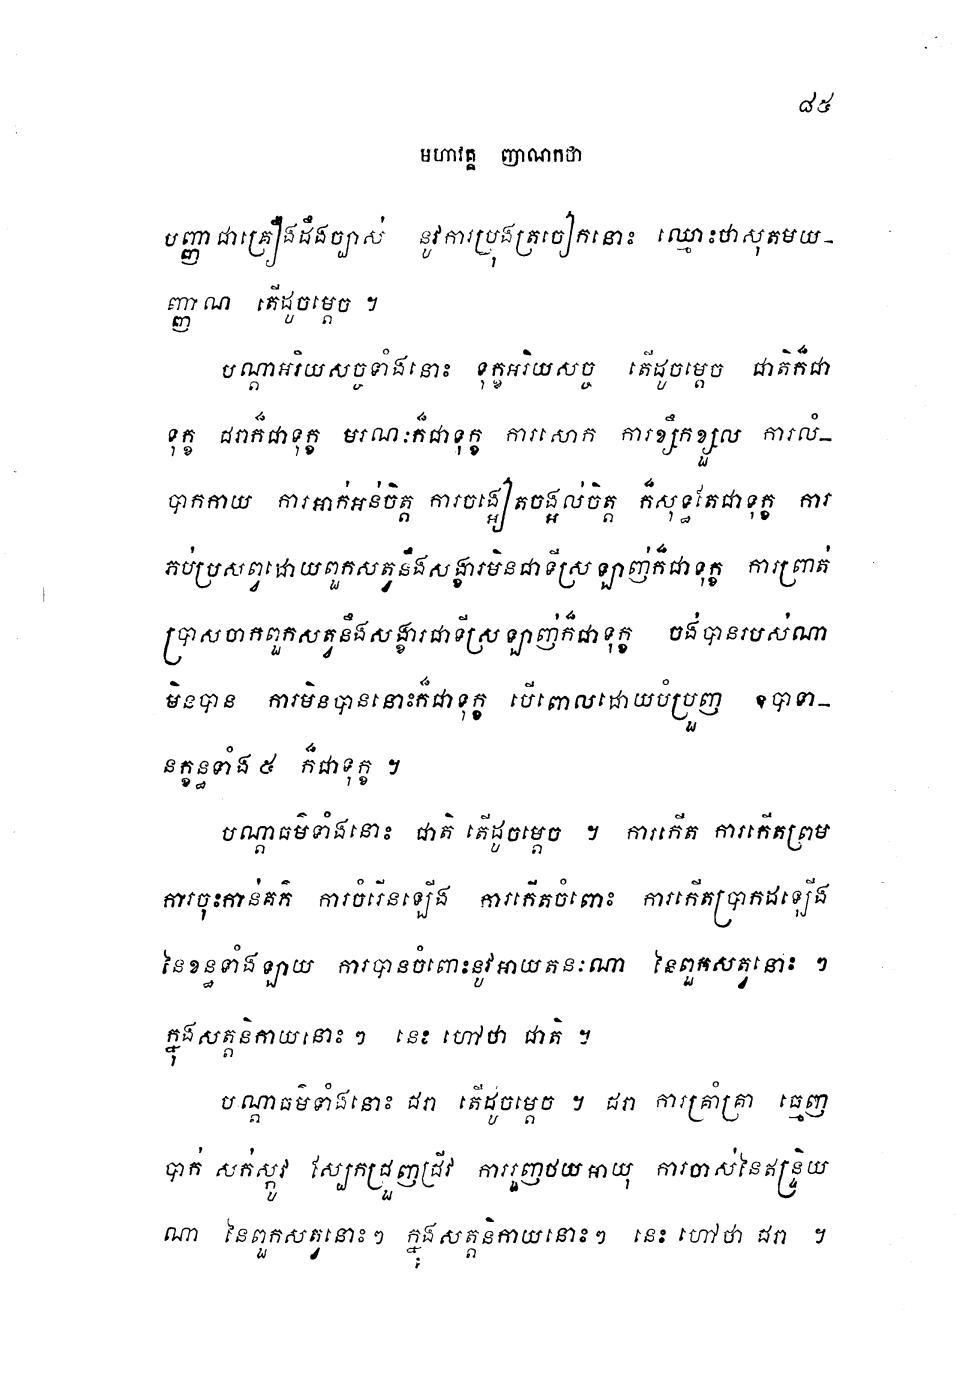 ៨៥
មហាវគ្គ ញាណកថា
បញ្ញាជាគ្រឿងដឹងច្បាស់ នូវការប្រុងត្រចៀកនោះ ឈ្មោះថាសុតមយ-
ញ្ញាណ តើដូចម្តេច ។
បណ្តាអរិយសច្ចទាំងនោះ ទុក្ខអរិយសច្ច តើដូចម្តេច ជាតិក៏ជា
ទុក្ខ ជរាក៏ជាទុក្ខ មរណៈក៏ជាទុក្ខ ការសោក ការខ្សឹកខ្សួល ការលំ-
បាកកាយ ការអាក់អន់ចិត្ត ការចង្អៀតចង្អល់ចិត្ត ក៏សុទ្ធតែជាទុក្ខ ការ
ភប់ប្រសព្វដោយពួកសត្វនឹងសង្ខារមិនជាទីស្រឡាញ់ក៏ជាទុក្ខ ការព្រាត់
ប្រាសចាកពួកសត្វនឹងសង្ខារជាទីស្រឡាញ់ក៏ជាទុក្ខ ចង់បានរបស់ណា
មិនបាន ការមិនបាននោះក៏ជាទុក្ខ បើពោលដោយបំប្រួញ ឧបាទា-
នក្ខន្ធទាំង ៥ ក៏ជាទុក្ខ ។
បណ្តាធម៌ទាំងនោះ ជាតិ តើដូចម្តេច ។ ការកើត ការកើតព្រម
ការចុះកាន់គភ៌ ការចំរើនឡើង ការកើតចំពោះ ការកើតប្រាកដឡើង
នៃខន្ធទាំងឡាយ ការបានចំពោះនូវអាយតនៈណា នៃពួកសត្វនោះ ៗ
ក្នុងសត្តនិកាយនោះ ៗ នេះ ហៅថា ជាតិ ។
បណ្តាធម៌ទាំងនោះ ជរា តើដូចម្តេច ។ ជរា ការគ្រាំគ្រា ធ្មេញ
បាក់ សក់ស្កូវ ស្បែកជ្រួញជ្រីវ ការរួញថយអាយុ ការចាស់នៃឥន្ទ្រិយ
ណា នៃពួកសត្វនោះ ៗ ក្នុងសត្តនិកាយនោះ ៗ នេះ ហៅថា ជរា ។